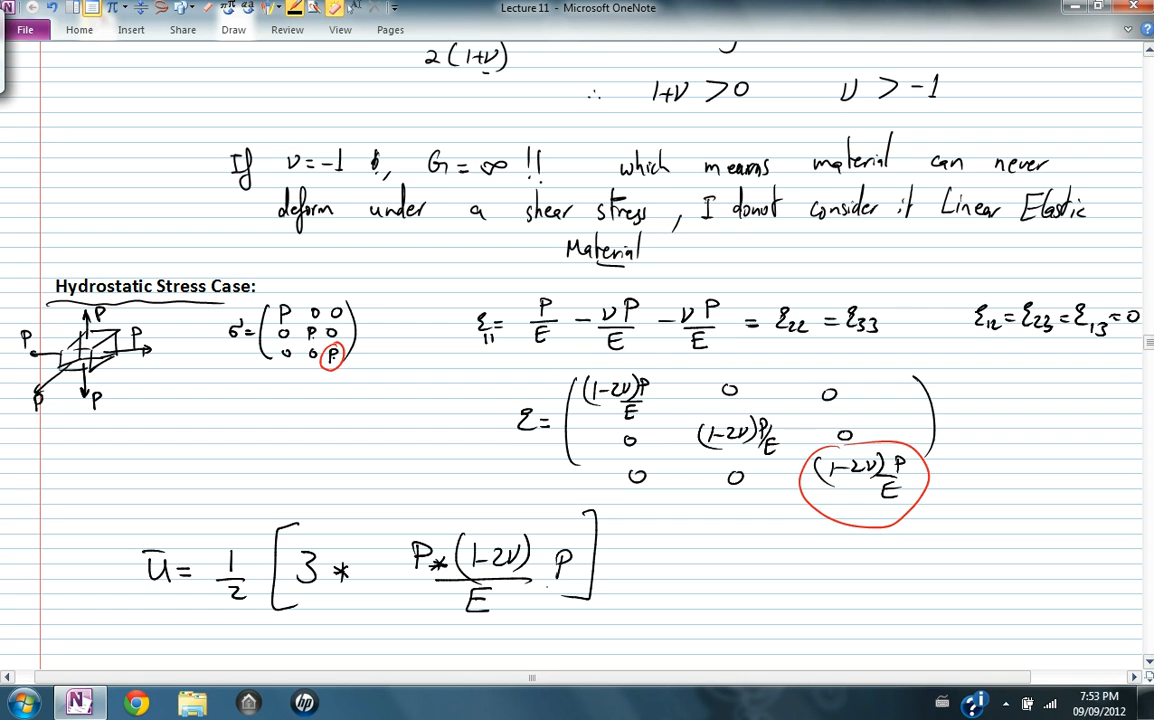 Lecture 11 - Microsoft OneNote
File Home Insert Share Draw Review View Pages
2(1+ν)
∴ 1+ν >0 ν > -1
If ν=-1 , G=∞ !! which means material can never
deform under a shear stress, I donot consider it Linear Elastic
Material
Hydrostatic Stress Case:
P
P P
P P
σ= (P 0 0
0 P 0
0 0 P)
ε11= P/E - νP/E - νP/E = ε22 = ε33 ε12=ε23=ε13=0
ε= ((1-2ν)P/E 0 0
0 (1-2ν)P/E 0
0 0 (1-2ν)P/E)
U̅= 1/2 [3* P*(1-2ν)/E P]
7:53 PM
09/09/2012